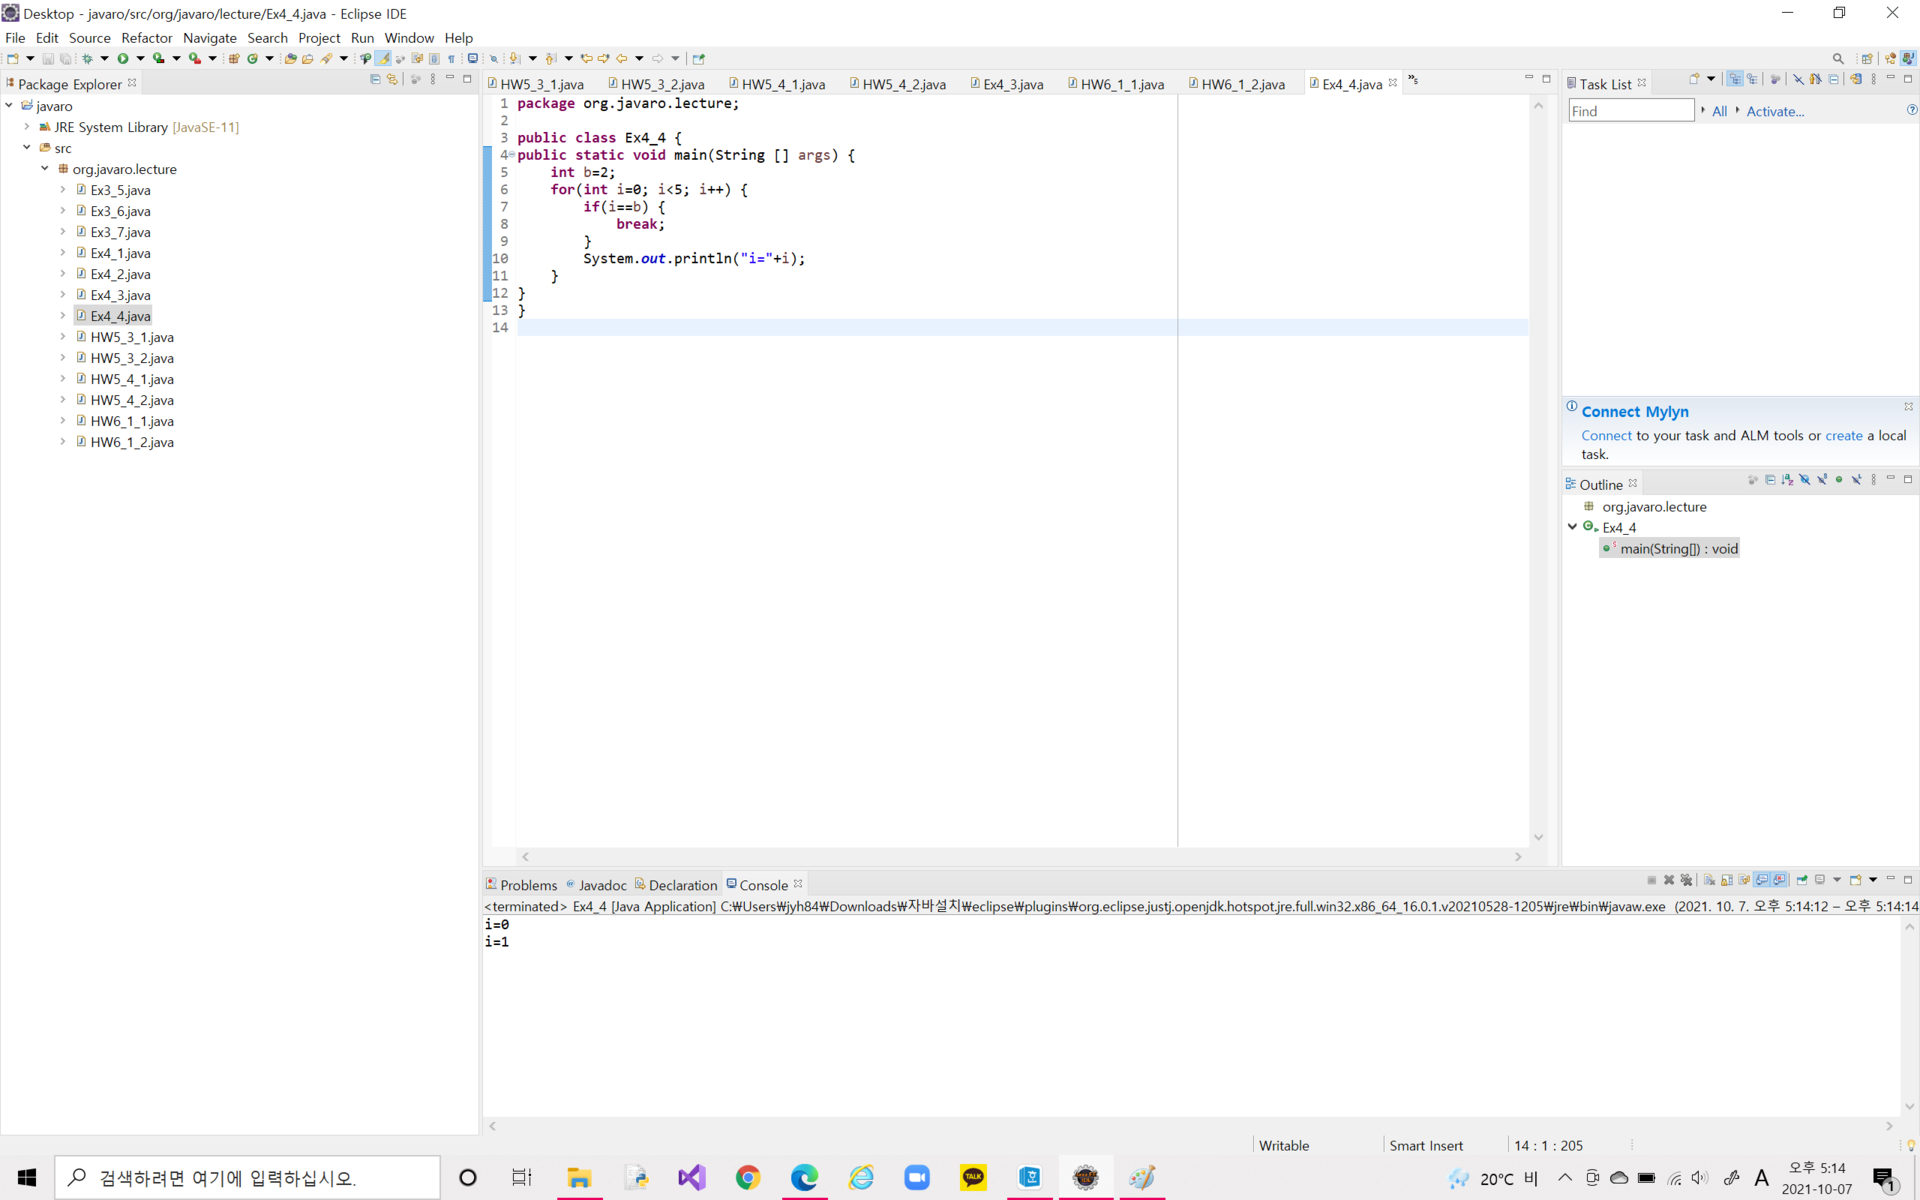 Desktop - javaro/src/org/javaro/lecture/Ex4_4.java - Eclipse IDE
File Edit Source Refactor Navigate Search Project Run Window Help
Package Explorer
javaro
JRE System Library [JavaSE-11]
src
org.javaro.lecture
Ex3_5.java
Ex3_6.java
Ex3_7.java
Ex4_1.java
Ex4_2.java
Ex4_3.java
Ex4_4.java
HW5_3_1.java
HW5_3_2.java
HW5_4_1.java
HW5_4_2.java
HW6_1_1.java
HW6_1_2.java
HW5_3_1.java HW5_3_2.java HW5_4_1.java HW5_4_2.java Ex4_3.java HW6_1_1.java HW6_1_2.java Ex4_4.java »5
1 package org.javaro.lecture;
2
3 public class Ex4_4 {
4 public static void main(String [] args) {
5 int b=2;
6 for(int i=0; i<5; i++) {
7 if(i==b) {
8 break;
9 }
10 System.out.println("i="+i);
11 }
12 }
13 }
14
Task List
Find All Activate...
Connect Mylyn
Connect to your task and ALM tools or create a local
task.
Outline
org.javaro.lecture
Ex4_4
main(String[]) : void
Problems Javadoc Declaration Console
<terminated> Ex4_4 [Java Application] C:₩Users₩jyh84₩Downloads₩자바설치₩eclipse₩plugins₩org.eclipse.justj.openjdk.hotspot.jre.full.win32.x86_64_16.0.1.v20210528-1205₩jre₩bin₩javaw.exe (2021. 10. 7. 오후 5:14:12 – 오후 5:14:14
i=0
i=1
Writable Smart Insert 14 : 1 : 205
검색하려면 여기에 입력하십시오.
TALK
20°C 비
A
오후 5:14
2021-10-07
1